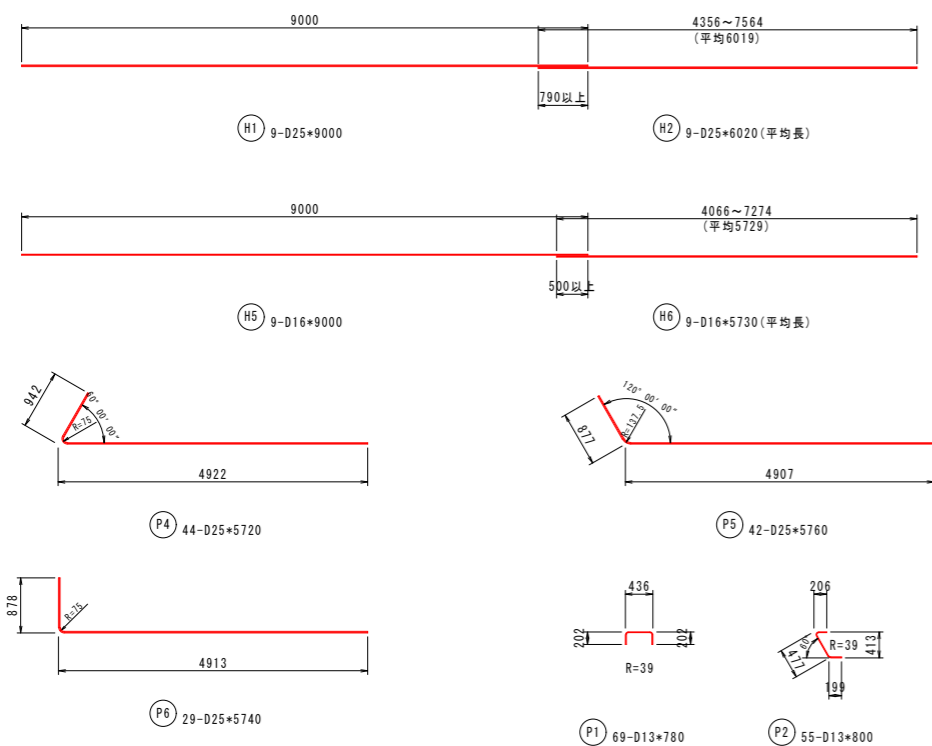 9000
4356~7564
(平均6019)
790以上
H1 9-D25*9000
H2 9-D25*6020(平均長)
9000
4066~7274
(平均5729)
500以上
H5 9-D16*9000
H6 9-D16*5730(平均長)
942
60° 00' 00"
R=75
4922
P4 44-D25*5720
877
120° 00' 00"
R=137.5
4907
P5 42-D25*5760
878
R=75
4913
P6 29-D25*5740
436
202
202
R=39
P1 69-D13*780
206
60°
R=39
413
477
199
P2 55-D13*800